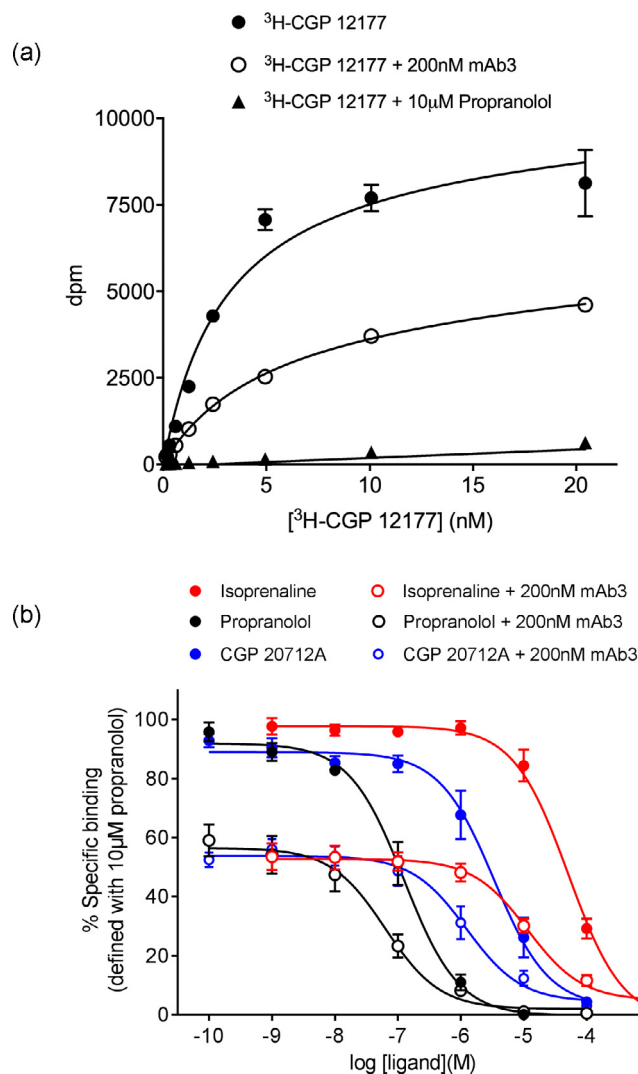 (a)
³H-CGP 12177
³H-CGP 12177 + 200nM mAb3
³H-CGP 12177 + 10μM Propranolol
10000
7500
5000
2500
0
dpm
0 5 10 15 20
[³H-CGP 12177] (nM)
(b)
Isoprenaline Isoprenaline + 200nM mAb3
Propranolol Propranolol + 200nM mAb3
CGP 20712A CGP 20712A + 200nM mAb3
100
80
60
40
20
0
% Specific binding
(defined with 10μM propranolol)
-10 -9 -8 -7 -6 -5 -4
log [ligand](M)